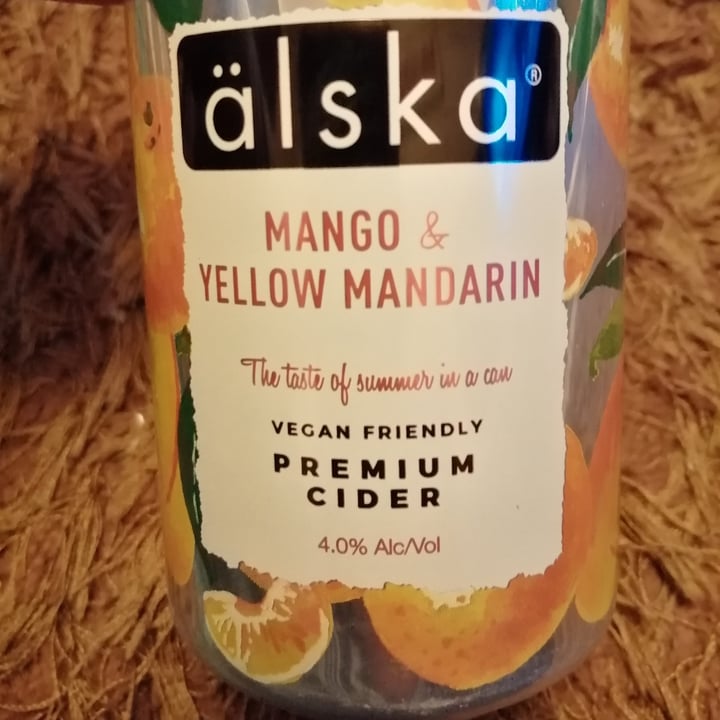 älska®
MANGO &
YELLOW MANDARIN
The taste of summer in a can
VEGAN FRIENDLY
PREMIUM
CIDER
4.0% Alc/Vol